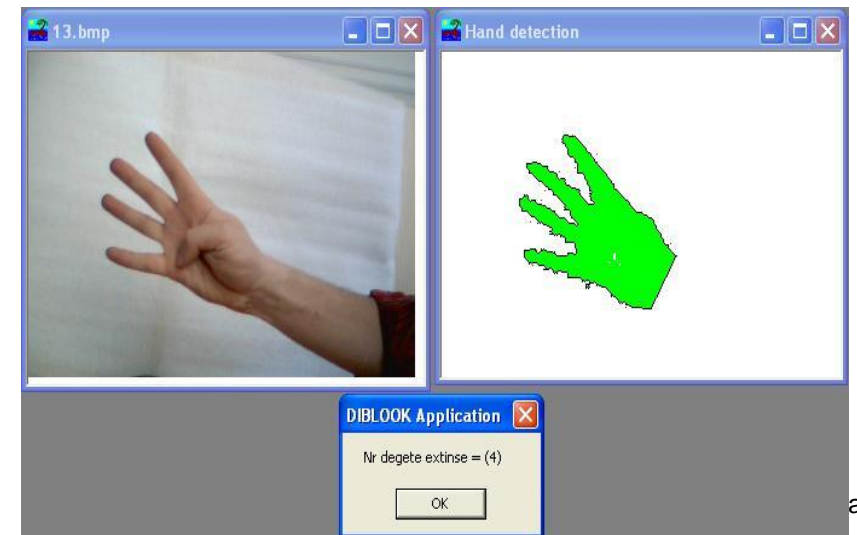 13.bmp
Hand detection
DIBLOOK Application
Nr degete extinse = (4)
OK
a